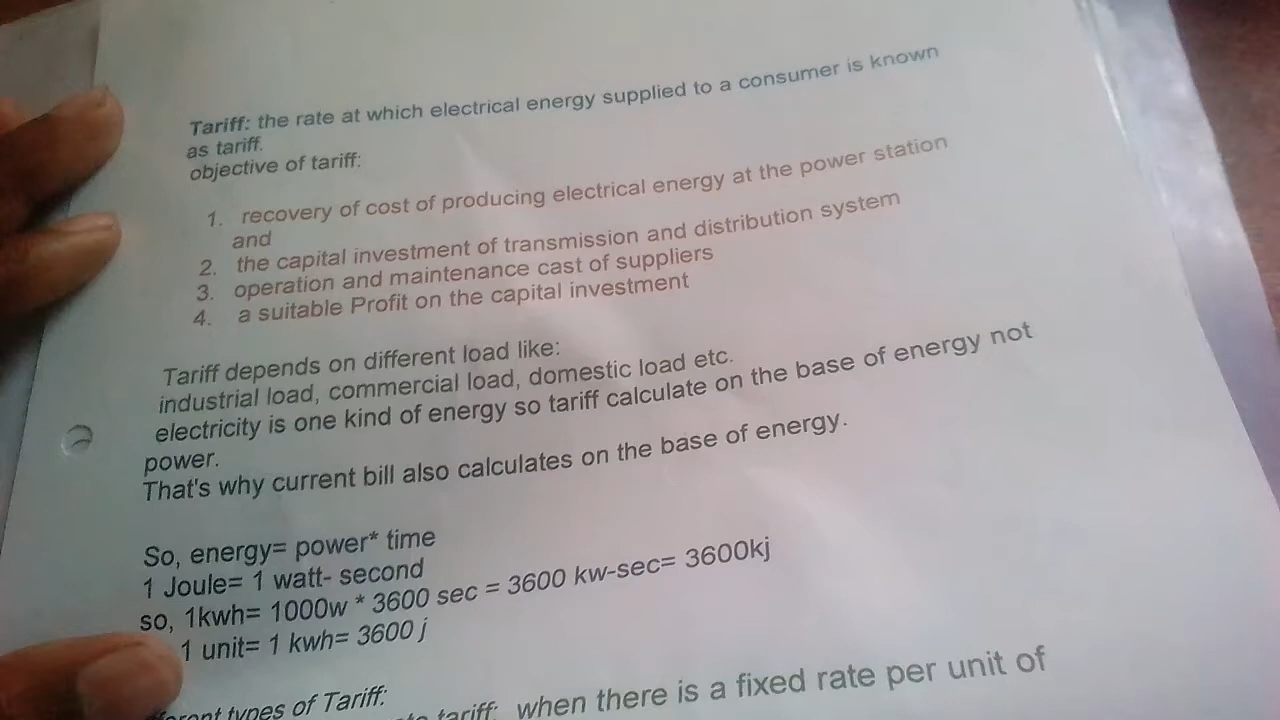 Tariff: the rate at which electrical energy supplied to a consumer is known
as tariff.
objective of tariff:
1. recovery of cost of producing electrical energy at the power station
and
2. the capital investment of transmission and distribution system
3. operation and maintenance cast of suppliers
4. a suitable Profit on the capital investment
Tariff depends on different load like:
industrial load, commercial load, domestic load etc.
electricity is one kind of energy so tariff calculate on the base of energy not
power.
That's why current bill also calculates on the base of energy.
So, energy= power* time
1 Joule= 1 watt- second
so, 1kwh= 1000w * 3600 sec = 3600 kw-sec= 3600kj
1 unit= 1 kwh= 3600 j
types of Tariff:
tariff: when there is a fixed rate per unit of